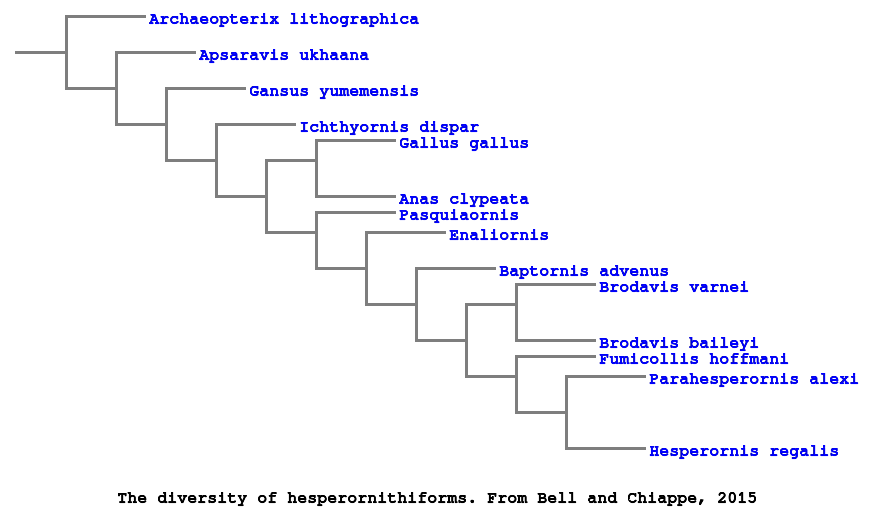 Archaeopterix lithographica
Apsaravis ukhaana
Gansus yumemensis
Ichthyornis dispar
Gallus gallus
Anas clypeata
Pasquiaornis
Enaliornis
Baptornis advenus
Brodavis varnei
Brodavis baileyi
Fumicollis hoffmani
Parahesperornis alexi
Hesperornis regalis
The diversity of hesperornithiforms. From Bell and Chiappe, 2015